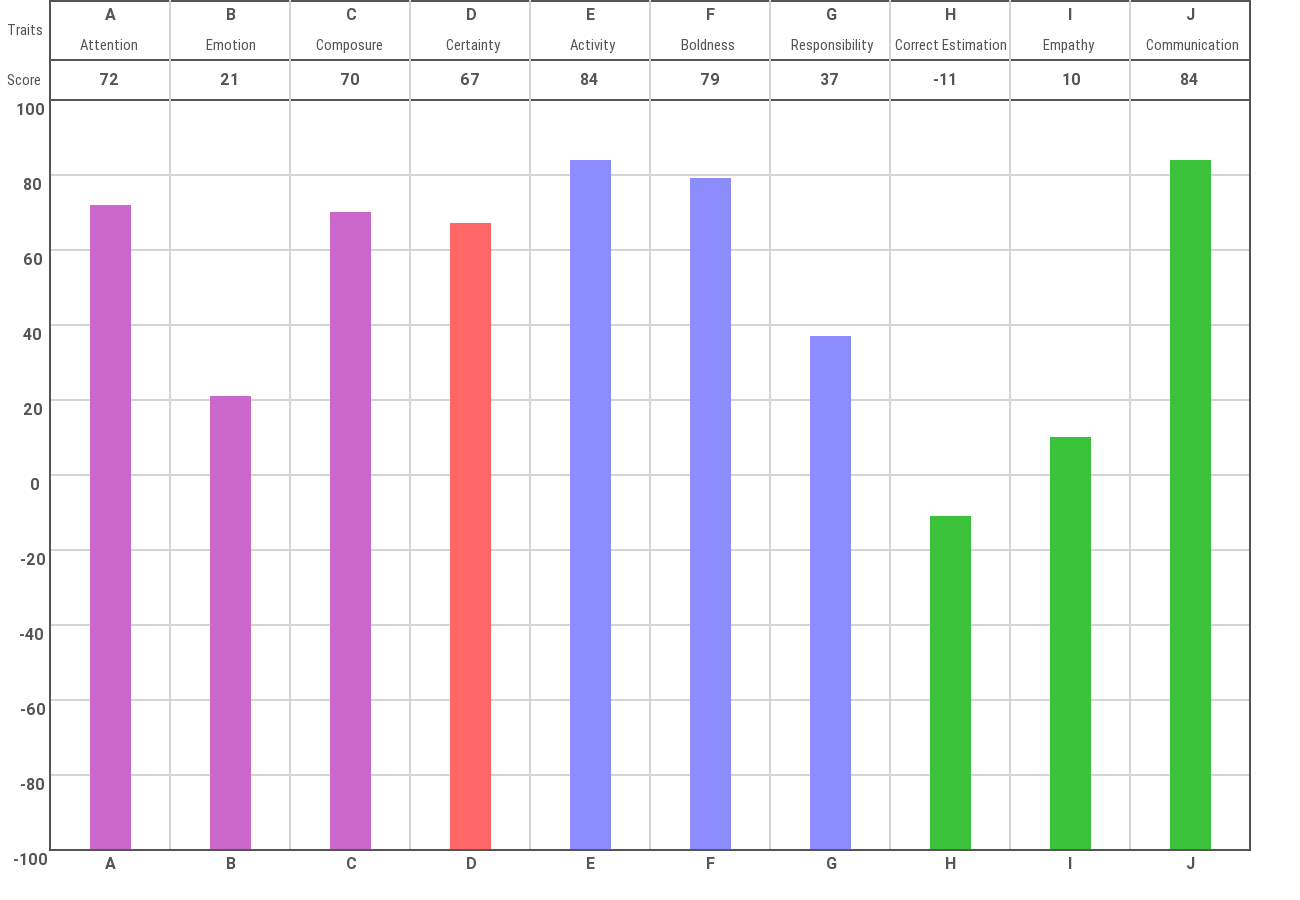 Traits
A B C D E F G H I J
Attention Emotion Composure Certainty Activity Boldness Responsibility Correct Estimation Empathy Communication
Score 72 21 70 67 84 79 37 -11 10 84
100
80
60
40
20
0
-20
-40
-60
-80
-100
A B C D E F G H I J